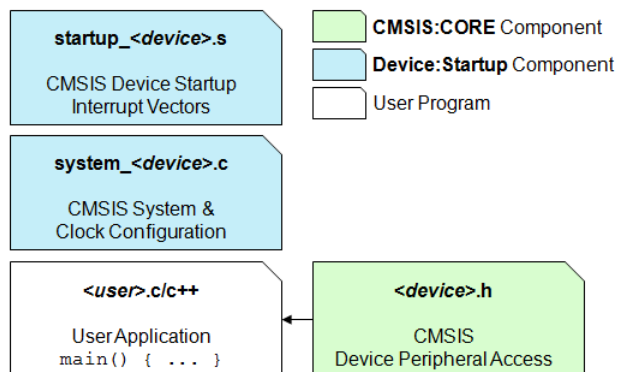 startup_<device>.s
CMSIS Device Startup
Interrupt Vectors
CMSIS:CORE Component
Device:Startup Component
User Program
system_<device>.c
CMSIS System &
Clock Configuration
<user>.c/c++
User Application
main() { ... }
<device>.h
CMSIS
Device Peripheral Access